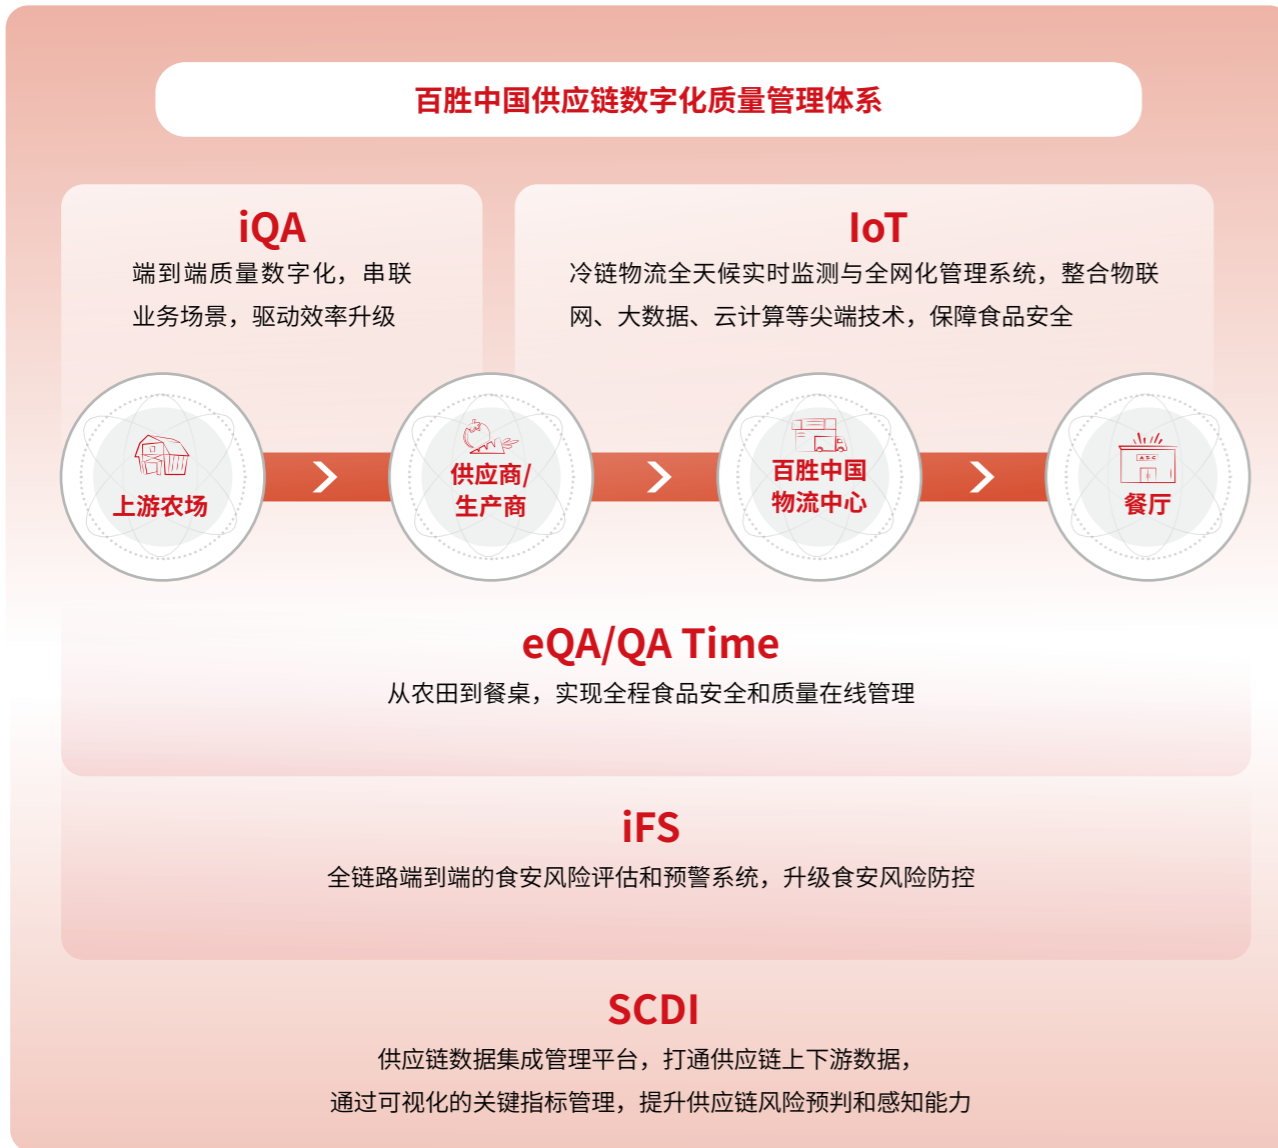 百胜中国供应链数字化质量管理体系
iQA
端到端质量数字化，串联
业务场景，驱动效率升级
IoT
冷链物流全天候实时监测与全网化管理系统，整合物联
网、大数据、云计算等尖端技术，保障食品安全
上游农场
供应商/
生产商
百胜中国
物流中心
餐厅
eQA/QA Time
从农田到餐桌，实现全程食品安全和质量在线管理
iFS
全链路端到端的食安风险评估和预警系统，升级食安风险防控
SCDI
供应链数据集成管理平台，打通供应链上下游数据，
通过可视化的关键指标管理，提升供应链风险预判和感知能力